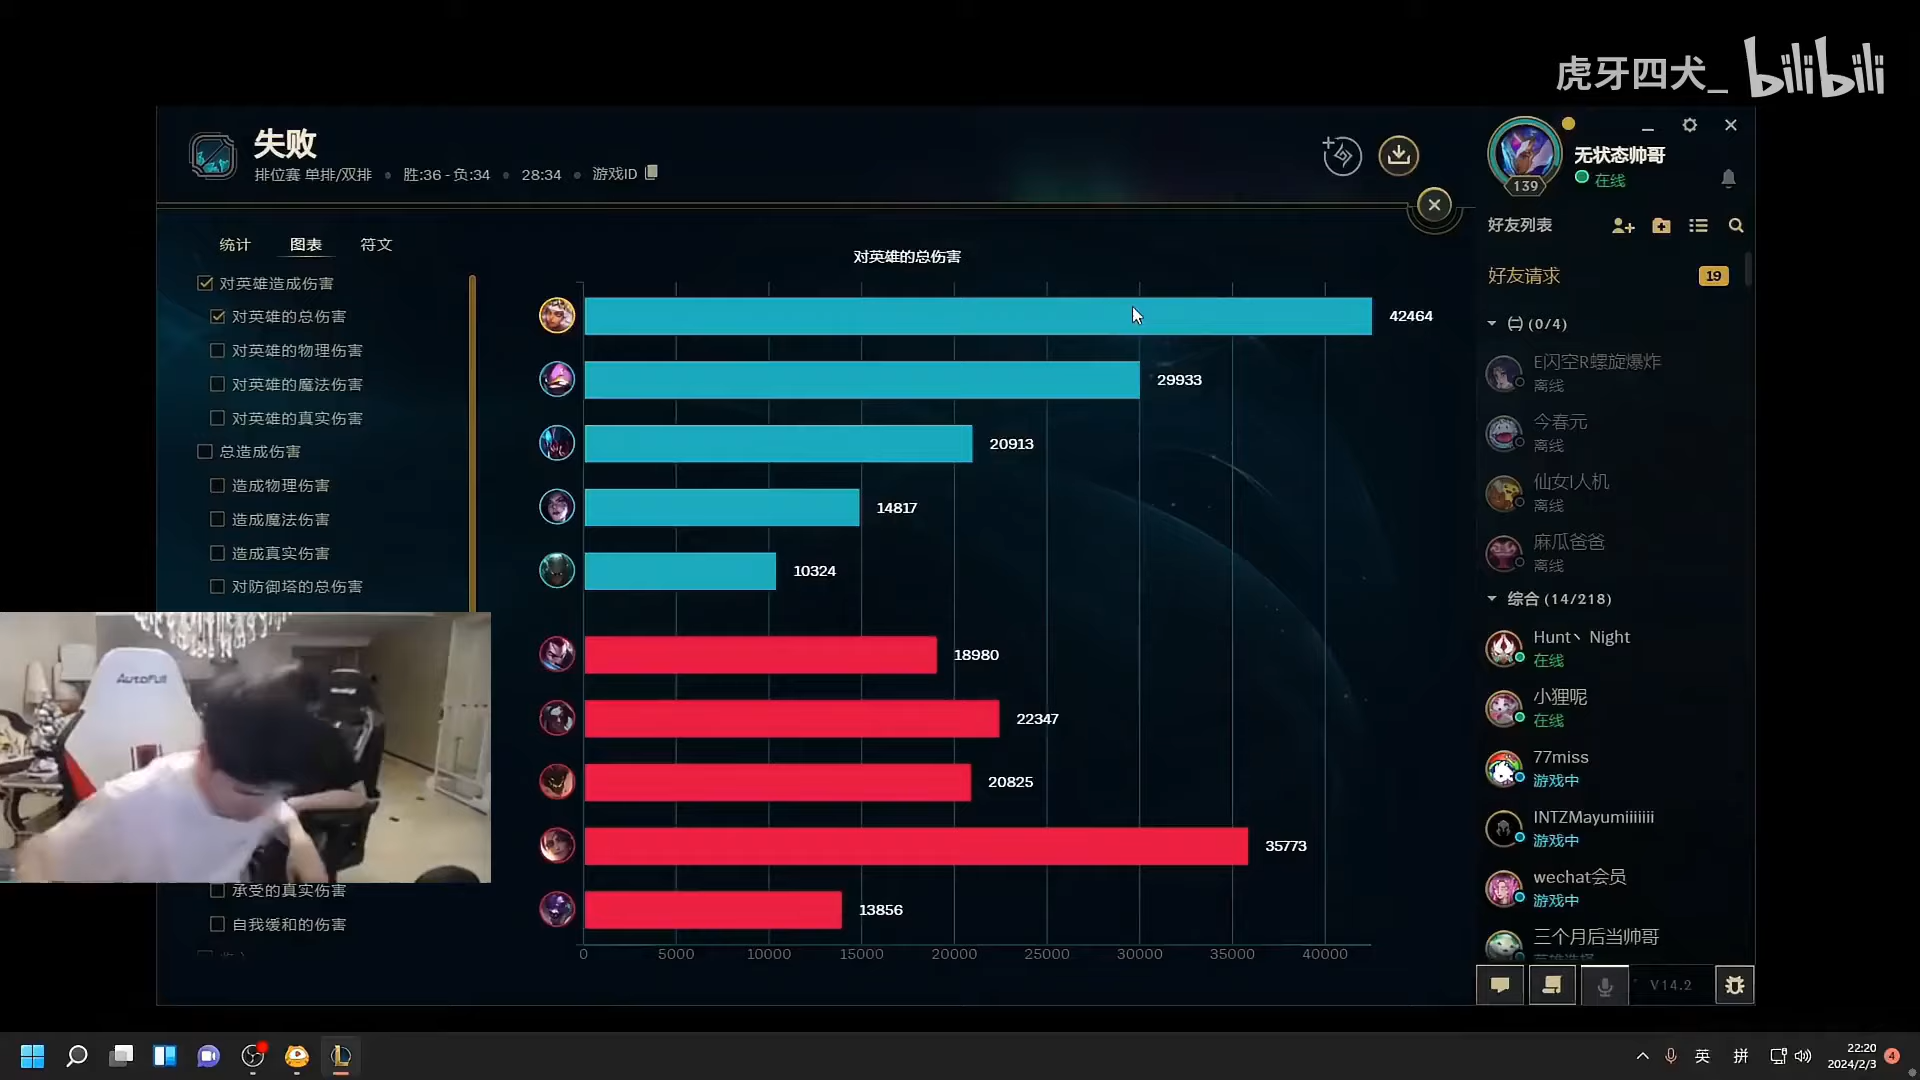 虎牙四犬_ bilibili
失败
排位赛 单排/双排 • 胜:36 - 负:34 • 28:34 • 游戏ID
无状态帅哥
139
在线
好友列表
统计 图表 符文
对英雄的总伤害
好友请求 19
对英雄造成伤害
对英雄的总伤害
对英雄的物理伤害
对英雄的魔法伤害
对英雄的真实伤害
总造成伤害
造成物理伤害
造成魔法伤害
造成真实伤害
对防御塔的总伤害
AutoFull
承受的真实伤害
自我缓和的伤害
42464
29933
20913
14817
10324
18980
22347
20825
35773
13856
0 5000 10000 15000 20000 25000 30000 35000 40000
(0/4)
E闪空R螺旋爆炸
离线
今春元
离线
仙女I人机
离线
麻瓜爸爸
离线
综合 (14/218)
Hunt丶 Night
在线
小狸呢
在线
77miss
游戏中
INTZMayumiiiiiii
游戏中
wechat会员
游戏中
三个月后当帅哥
V14.2
英 拼 22:20
2024/2/3 4